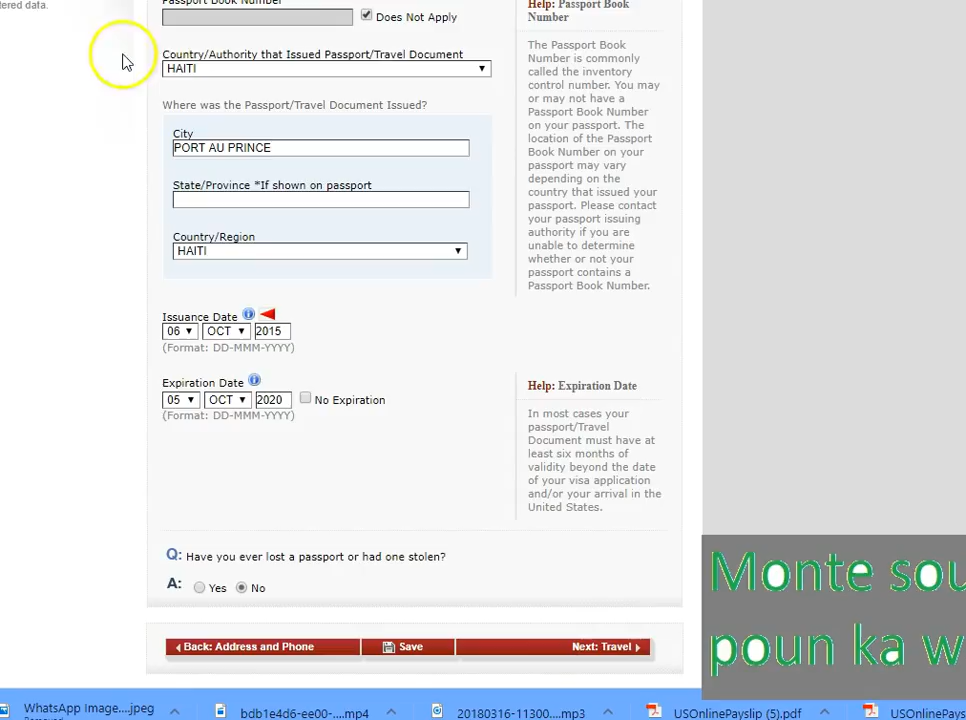 tered data.
Passport Book Number
Does Not Apply
Country/Authority that Issued Passport/Travel Document
HAITI
Where was the Passport/Travel Document Issued?
City
PORT AU PRINCE
State/Province *If shown on passport
Country/Region
HAITI
Issuance Date
06 OCT 2015
(Format: DD-MMM-YYYY)
Expiration Date
05 OCT 2020 No Expiration
(Format: DD-MMM-YYYY)
Help: Passport Book
Number
The Passport Book
Number is commonly
called the inventory
control number. You may
or may not have a
Passport Book Number
on your passport. The
location of the Passport
Book Number on your
passport may vary
depending on the
country that issued your
passport. Please contact
your passport issuing
authority if you are
unable to determine
whether or not your
passport contains a
Passport Book Number.
Help: Expiration Date
In most cases your
passport/Travel
Document must have at
least six months of
validity beyond the date
of your visa application
and/or your arrival in the
United States.
Q: Have you ever lost a passport or had one stolen?
A: Yes No
Back: Address and Phone Save Next: Travel
Monte sou
poun ka w
WhatsApp Image....jpeg
bdb1e4d6-ee00-....mp4
20180316-11300....mp3
USOnlinePayslip (5).pdf
USOnlinePayslip